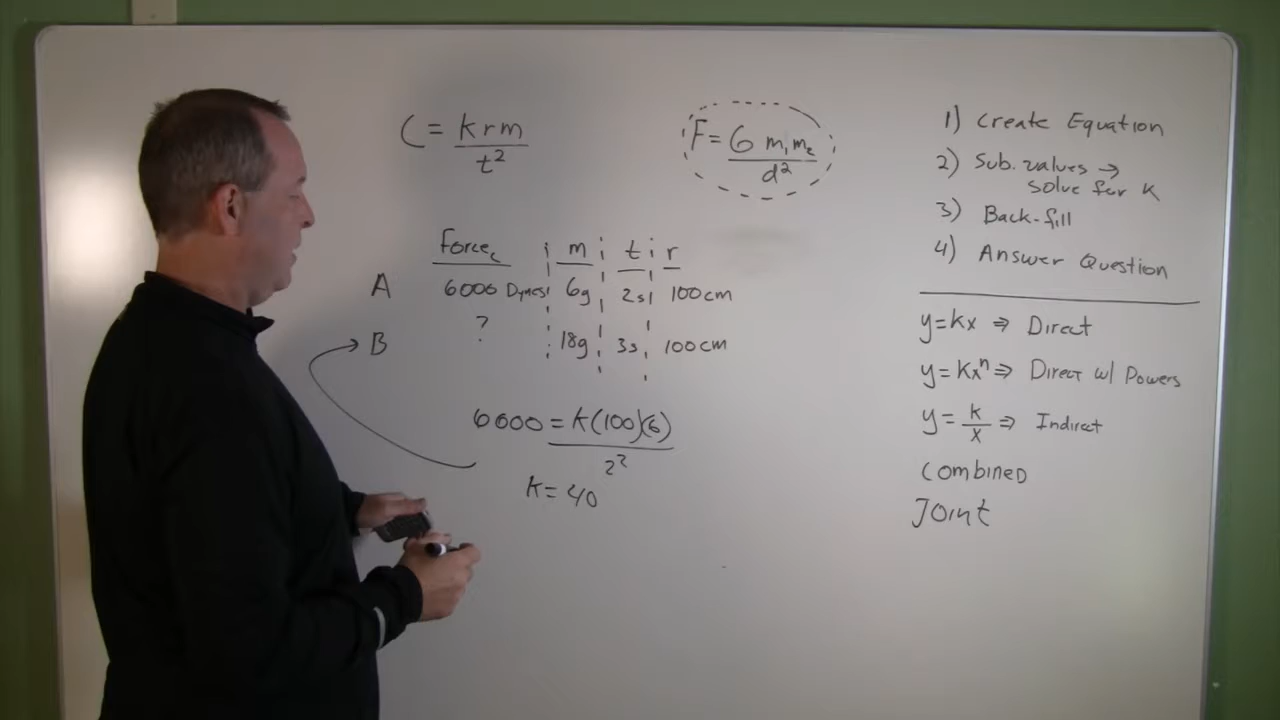 C = krm / t²
F = G m₁m₂ / d²
Force_c m t r
A 6000 Dynes 6g 2s 100cm
B ? 18g 3s 100cm
6000 = k(100)(6) / 2²
K = 40
1) Create Equation
2) Sub. values →
solve for K
3) Back-fill
4) Answer Question
y=kx ⇒ Direct
y=kxⁿ ⇒ Direct w/ Powers
y = k/x ⇒ Indirect
Combined
Joint